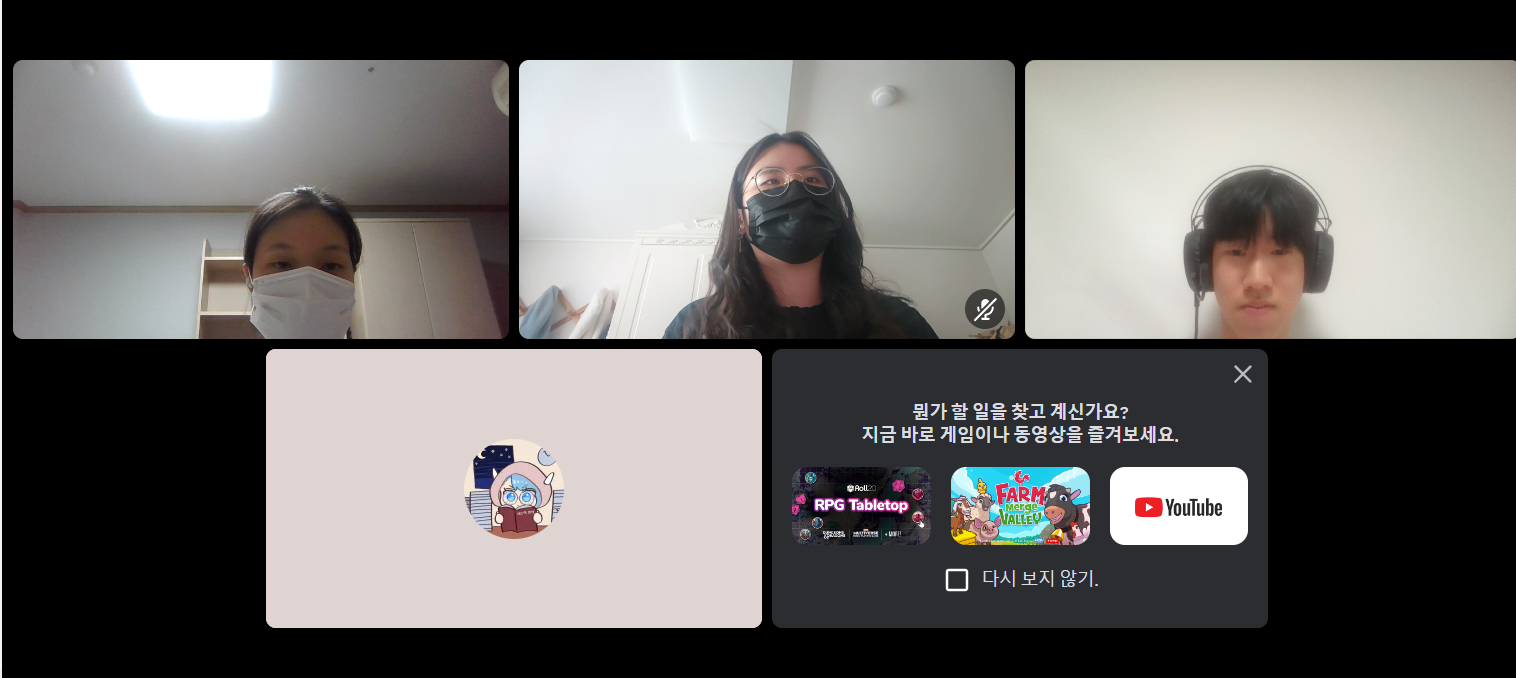 뭔가 할 일을 찾고 계신가요?
지금 바로 게임이나 동영상을 즐겨보세요.
Roll20
RPG Tabletop
+ MORE!
FARM
Merge
VALLEY
YouTube
다시 보지 않기.